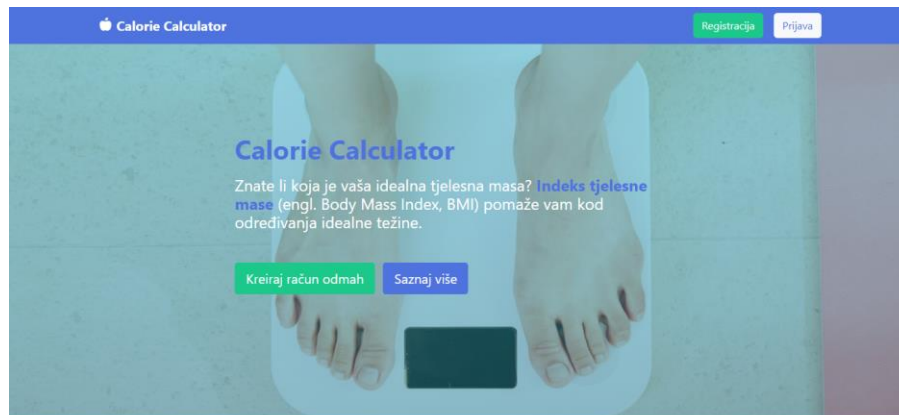 Calorie Calculator
Registracija
Prijava
Calorie Calculator
Znate li koja je vaša idealna tjelesna masa? Indeks tjelesne
mase (engl. Body Mass Index, BMI) pomaže vam kod
određivanja idealne težine.
Kreiraj račun odmah
Saznaj više